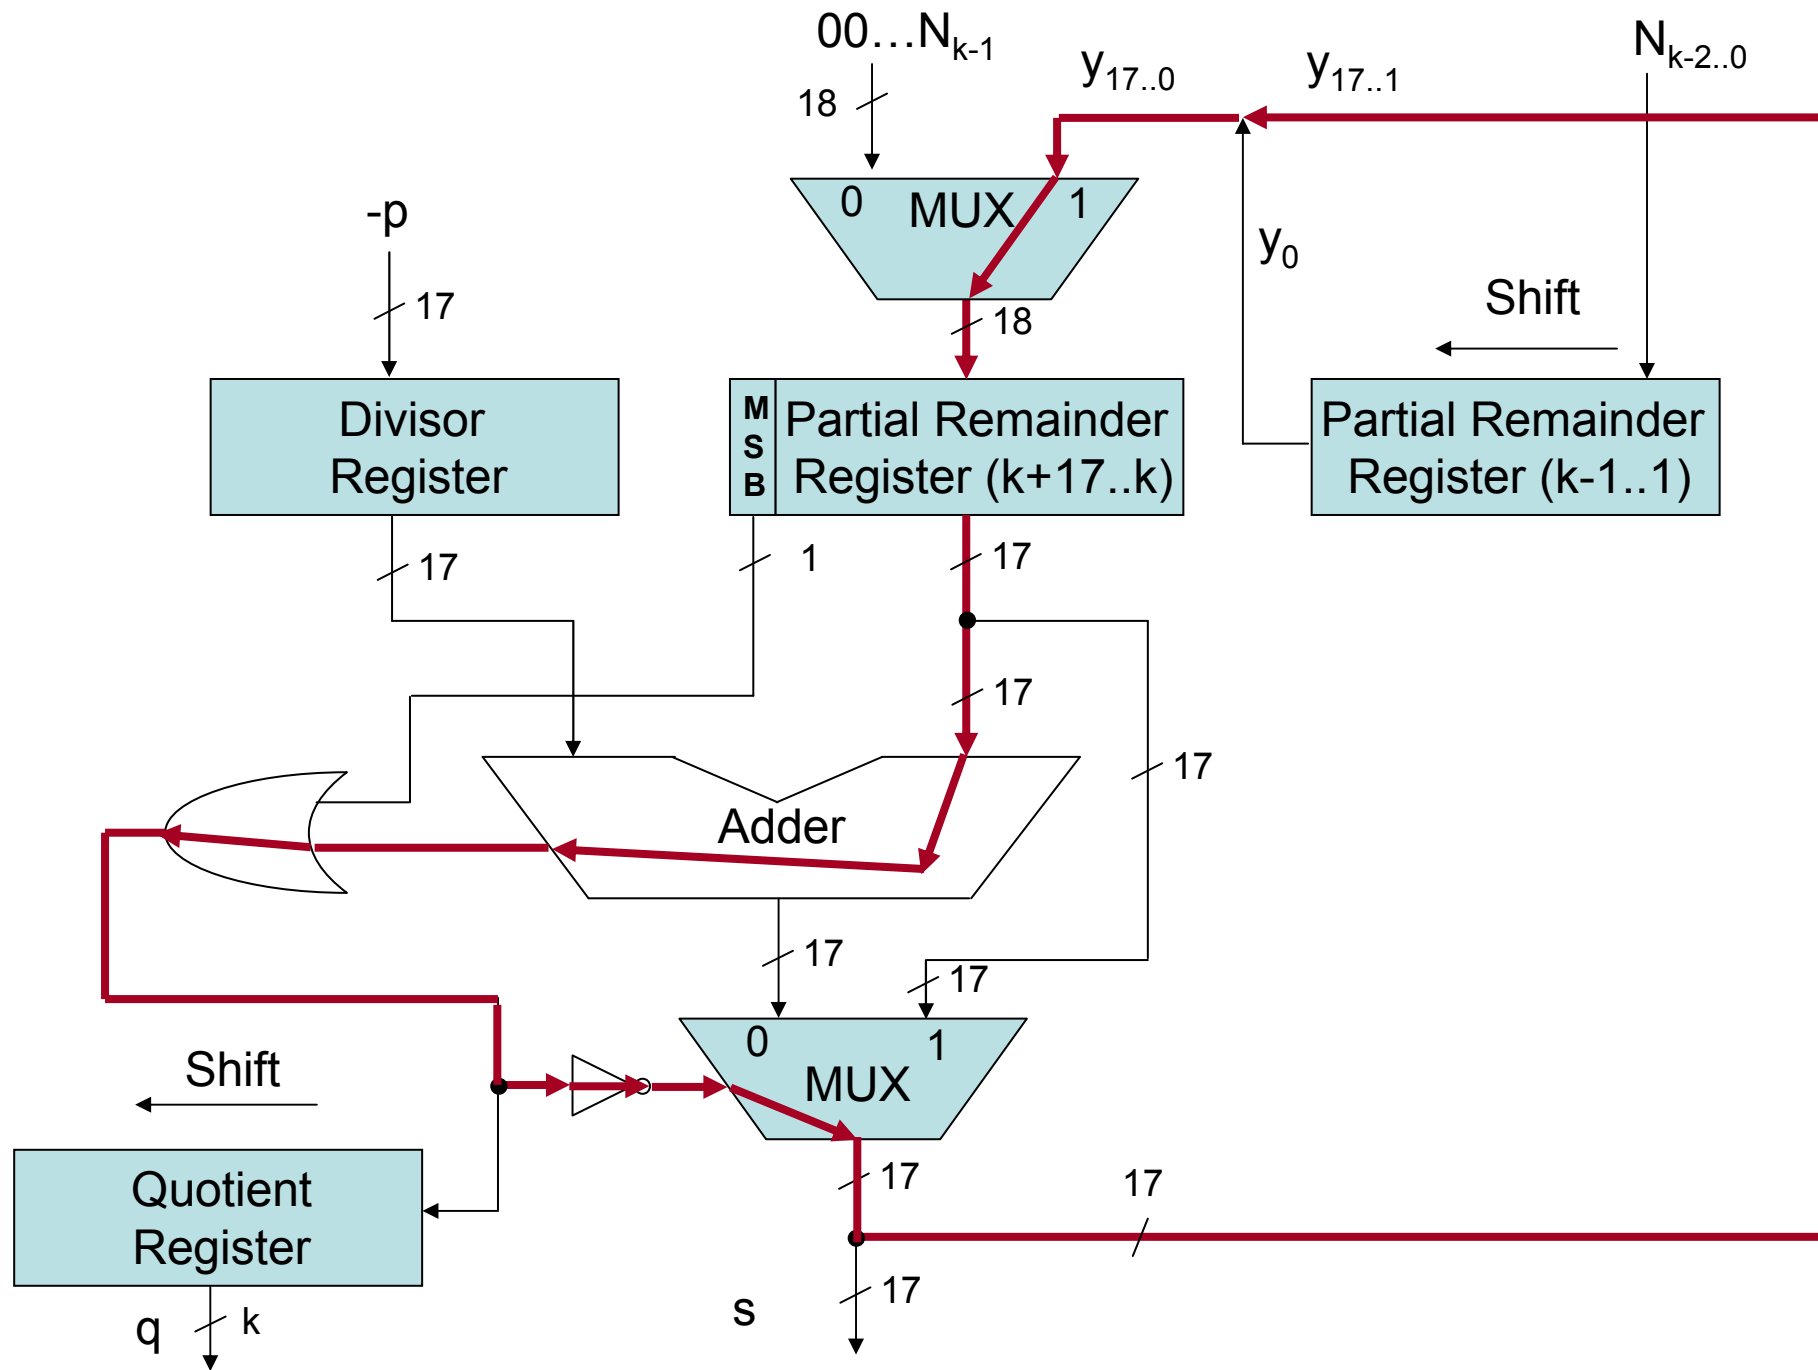 00…Nk-1
y17..0
y17..1
Nk-2..0
18
0
MUX
1
-p
y0
17
18
Shift
Divisor
Register
MSB
Partial Remainder
Register (k+17..k)
Partial Remainder
Register (k-1..1)
17
1
17
17
17
Adder
17
17
0
1
MUX
Shift
17
17
Quotient
Register
17
s
q
k